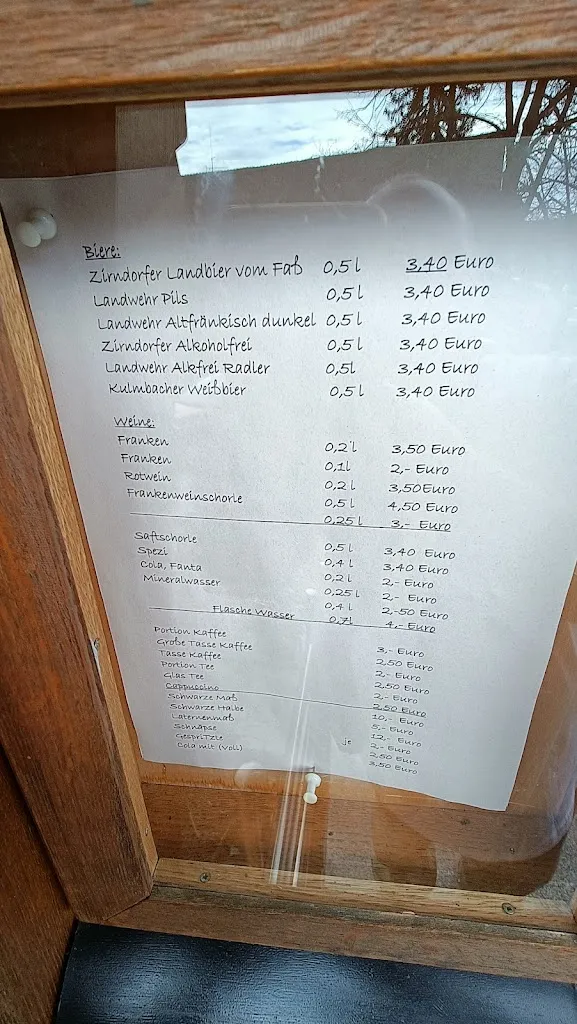 Biere:
Zirndorfer Landbier vom Faß 0,5 l 3,40 Euro
Landwehr Pils 0,5 l 3,40 Euro
Landwehr Altfränkisch dunkel 0,5 l 3,40 Euro
Zirndorfer Alkoholfrei 0,5 l 3,40 Euro
Landwehr Alkfrei Radler 0,5l 3,40 Euro
Kulmbacher Weißbier 0,5 l 3,40 Euro
Weine:
Franken 0,2 l 3,50 Euro
Franken 0,1l 2,- Euro
Rotwein 0,2 l 3,50Euro
Frankenweinschorle 0,5 l 4,50 Euro
0,25 l 3,- Euro
Saftschorle 0,5 l 3,40 Euro
Spezi 0,4 l 3,40 Euro
Cola, Fanta 0,2 l 2,- Euro
Mineralwasser 0,25 l 2,- Euro
0,4 l 2,-50 Euro
Flasche Wasser 0,7l 4,- Euro
Portion Kaffee 3,- Euro
Große Tasse Kaffee 2,50 Euro
Tasse Kaffee 2,- Euro
Portion Tee 2,50 Euro
Glas Tee 2,- Euro
Cappuccino 2,50 Euro
Schwarze Maß 10,- Euro
Schwarze Halbe 5,- Euro
Laternenmaß 12,- Euro
Schnäpse je 2,- Euro
Gespritzte 2,50 Euro
Cola mit (voll) 3,50 Euro